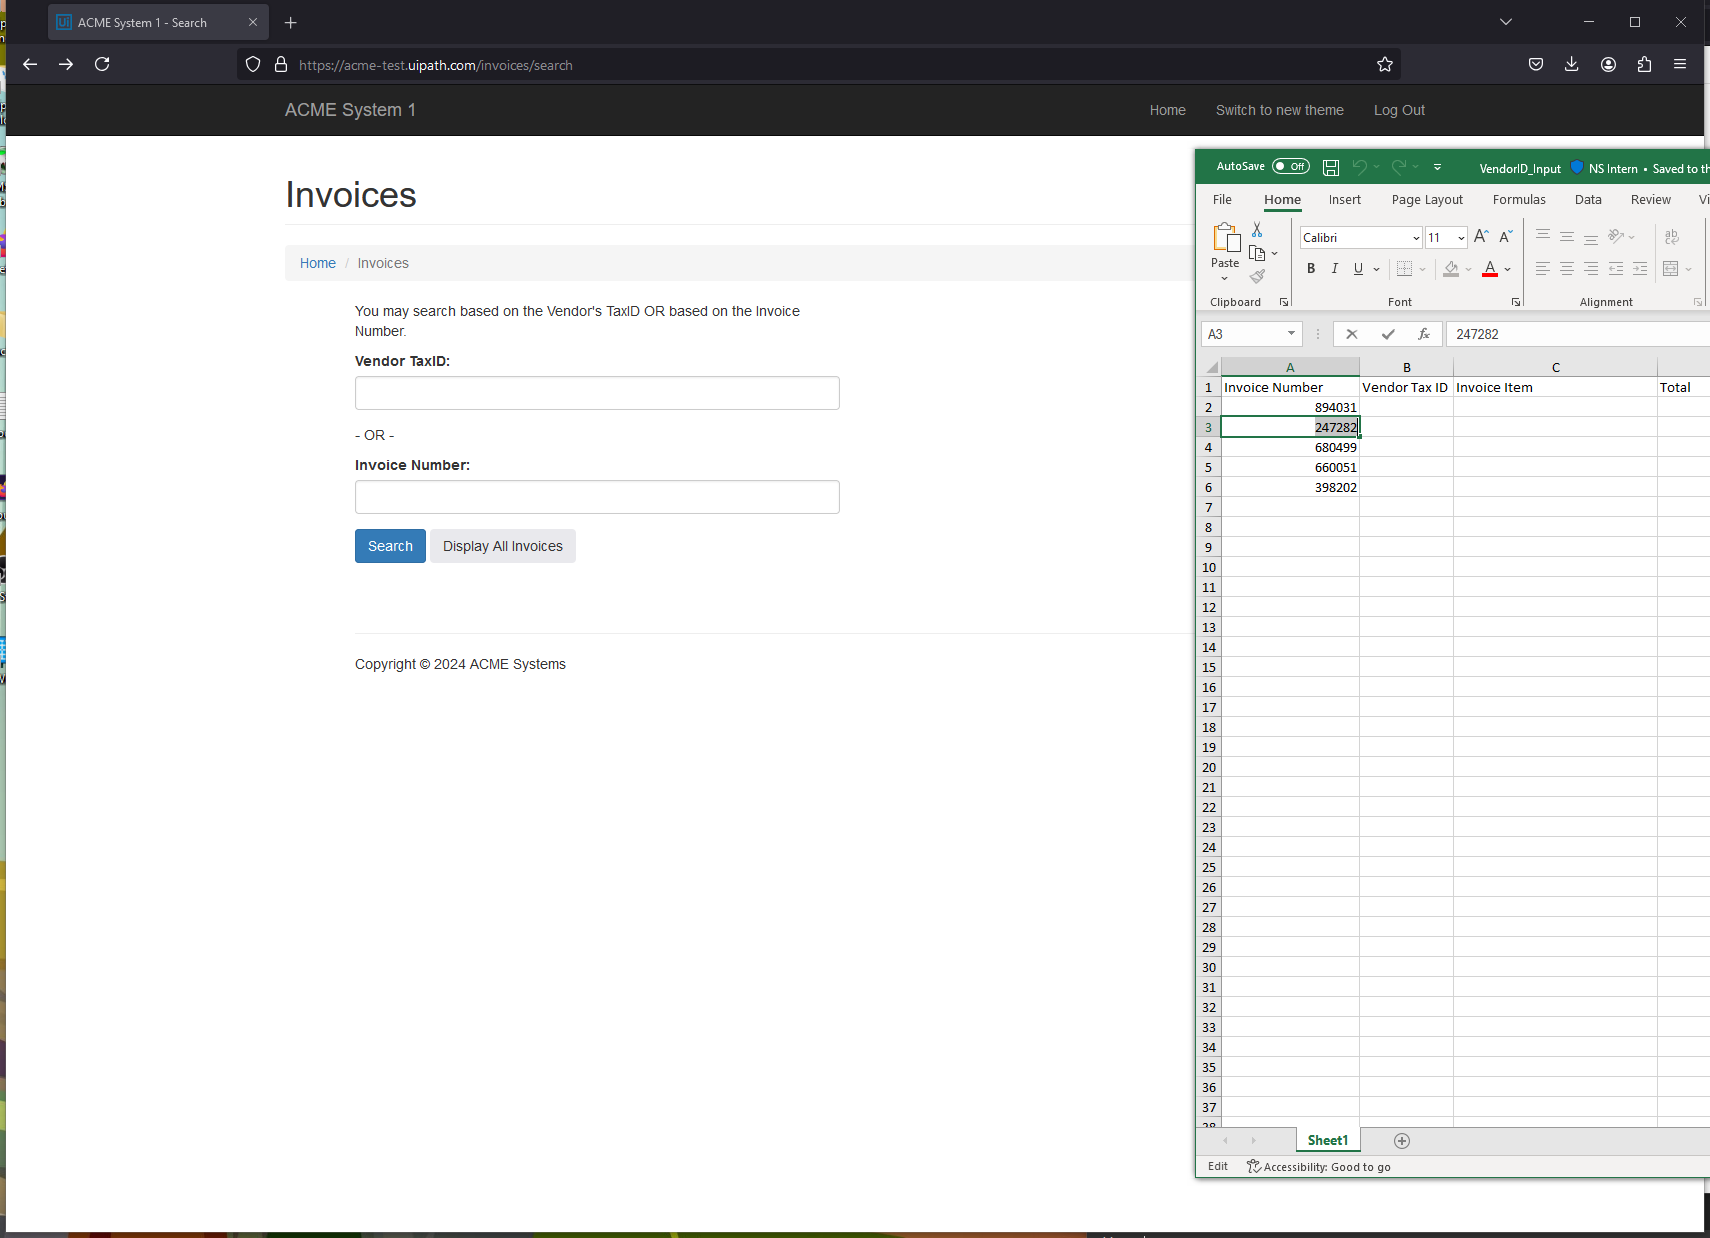 ACME System 1 - Search
https://acme-test.uipath.com/invoices/search
ACME System 1
Home
Switch to new theme
Log Out
Invoices
Home / Invoices
You may search based on the Vendor's TaxID OR based on the Invoice
Number.
Vendor TaxID:
- OR -
Invoice Number:
Search
Display All Invoices
Copyright © 2024 ACME Systems
AutoSave Off VendorID_Input NS Intern • Saved to th
File Home Insert Page Layout Formulas Data Review Vi
Paste Calibri 11
B I U A
Clipboard Font Alignment
A3 fx 247282
A B C
1 Invoice Number Vendor Tax ID Invoice Item Total
2 894031
3 247282
4 680499
5 660051
6 398202
7
8
9
10
11
12
13
14
15
16
17
18
19
20
21
22
23
24
25
26
27
28
29
30
31
32
33
34
35
36
37
38
Sheet1
Edit Accessibility: Good to go